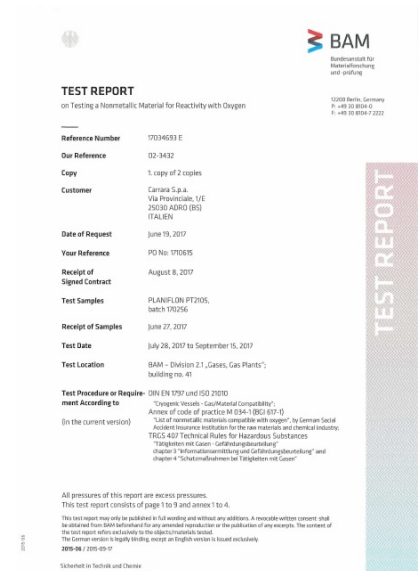 BAM
Bundesanstalt für
Materialforschung
und -prüfung
TEST REPORT
on Testing a Nonmetallic Material for Reactivity with Oxygen
12203 Berlin, Germany
P: +49 30 8104-0
F: +49 30 8104-7 2222
Reference Number 17034693 E
Our Reference 02-3432
Copy 1. copy of 2 copies
Customer Carrara S.p.a.
Via Provinciale, 1/E
25030 ADRO (BS)
ITALIEN
Date of Request June 19, 2017
Your Reference PO No: 1710615
Receipt of August 8, 2017
Signed Contract
Test Samples PLANIFLON PT2105,
batch 170256
Receipt of Samples June 27, 2017
Test Date July 28, 2017 to September 15, 2017
Test Location BAM – Division 2.1 „Gases, Gas Plants”;
building no. 41
Test Procedure or Require- DIN EN 1797 und ISO 21010
ment According to "Cryogenic Vessels - Gas/Material Compatibility";
Annex of code of practice M 034-1 (BGI 617-1)
(in the current version) "List of nonmetallic materials compatible with oxygen", by German Social
Accident Insurance Institution for the raw materials and chemical industry;
TRGS 407 Technical Rules for Hazardous Substances
"Tätigkeiten mit Gasen - Gefährdungsbeurteilung"
chapter 3 "Informationsermittlung und Gefährdungsbeurteilung" and
chapter 4 "Schutzmaßnahmen bei Tätigkeiten mit Gasen"
All pressures of this report are excess pressures.
This test report consists of page 1 to 9 and annex 1 to 4.
This test report may only be published in full wording and without any additions. A revocable written consent shall
be obtained from BAM beforehand for any amended reproduction or the publication of any excerpts. The content of
the test report refers exclusively to the objects/materials tested.
The German version is legally binding, except an English version is issued exclusively.
2015-06 / 2015-09-17
Sicherheit in Technik und Chemie
TEST REPORT
2015-06